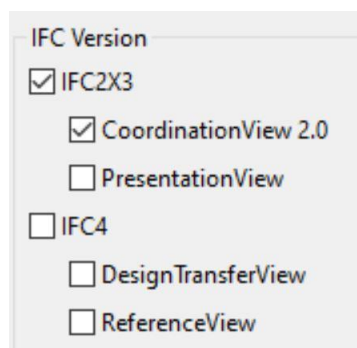 IFC Version
IFC2X3
CoordinationView 2.0
PresentationView
IFC4
DesignTransferView
ReferenceView